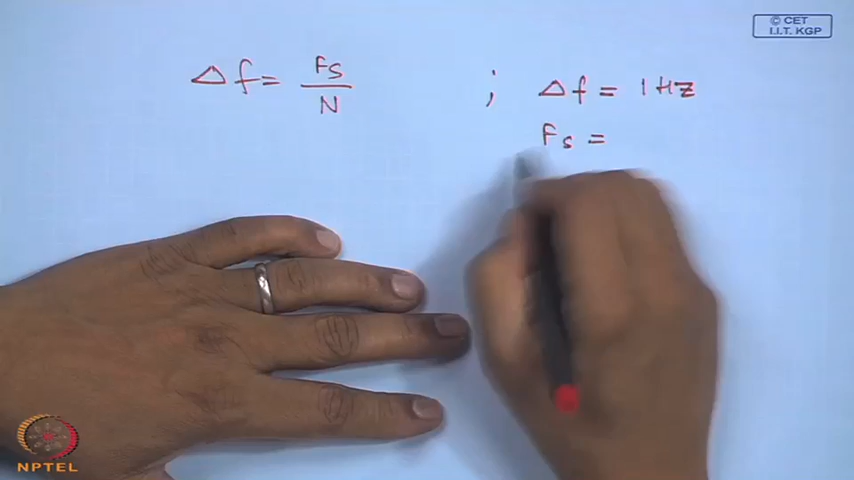 © CET
I.I.T. KGP
Δf = Fs/N ; Δf = 1 Hz
Fs =
NPTEL